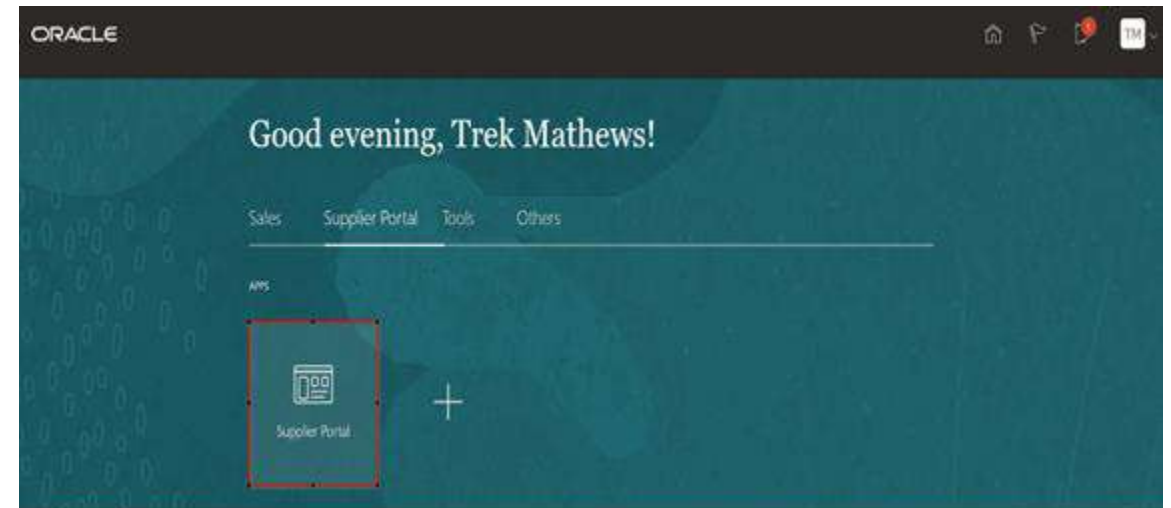 ORACLE
TM
Good evening, Trek Mathews!
Sales Supplier Portal Tools Others
APPS
Supplier Portal